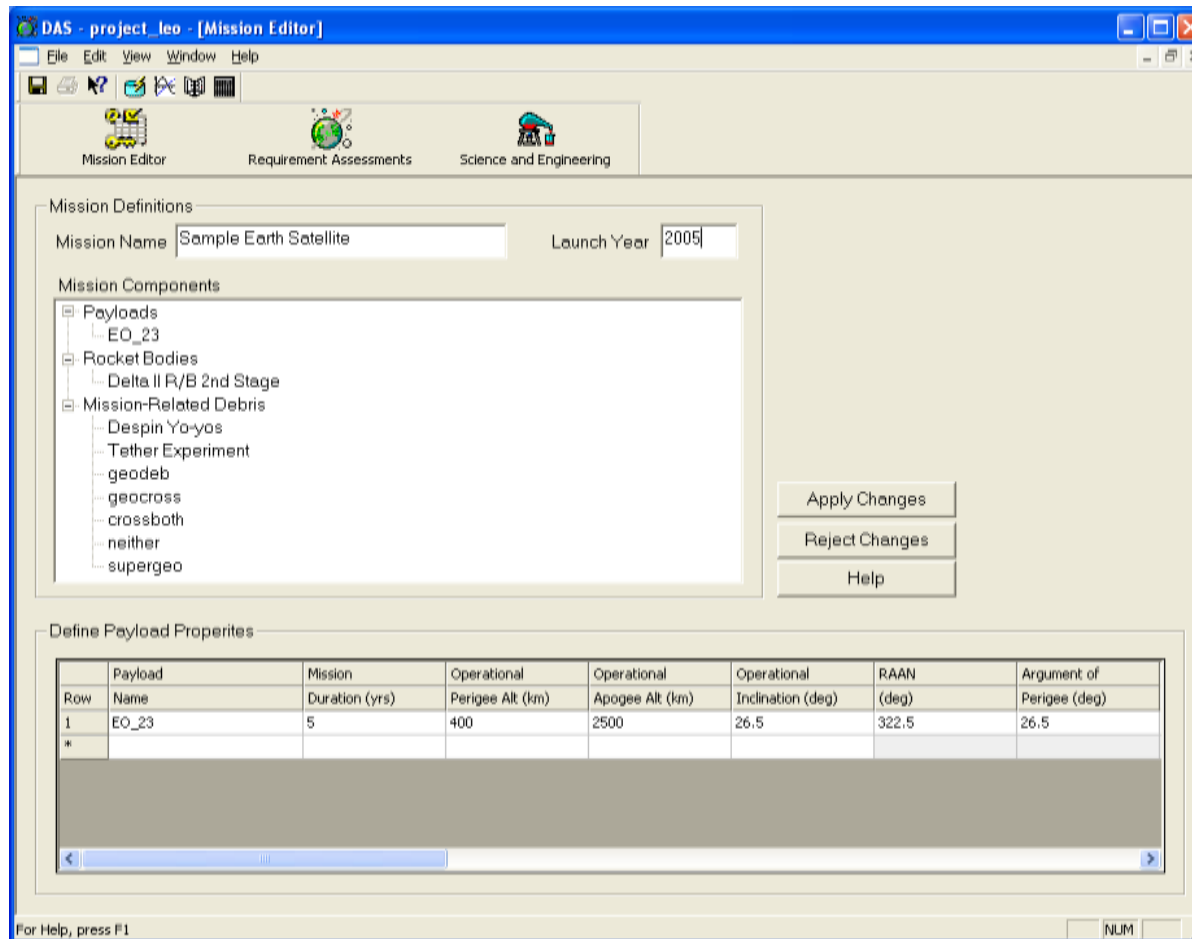 DAS - project_leo - [Mission Editor]
File Edit View Window Help
Mission Editor Requirement Assessments Science and Engineering
Mission Definitions
Mission Name Sample Earth Satellite Launch Year 2005
Mission Components
Payloads
EO_23
Rocket Bodies
Delta II R/B 2nd Stage
Mission-Related Debris
Despin Yo-yos
Tether Experiment
geodeb
geocross
crossboth
neither
supergeo
Apply Changes
Reject Changes
Help
Define Payload Properites
Payload Mission Operational Operational Operational RAAN Argument of
Row Name Duration (yrs) Perigee Alt (km) Apogee Alt (km) Inclination (deg) (deg) Perigee (deg)
1 EO_23 5 400 2500 26.5 322.5 26.5
*
For Help, press F1 NUM